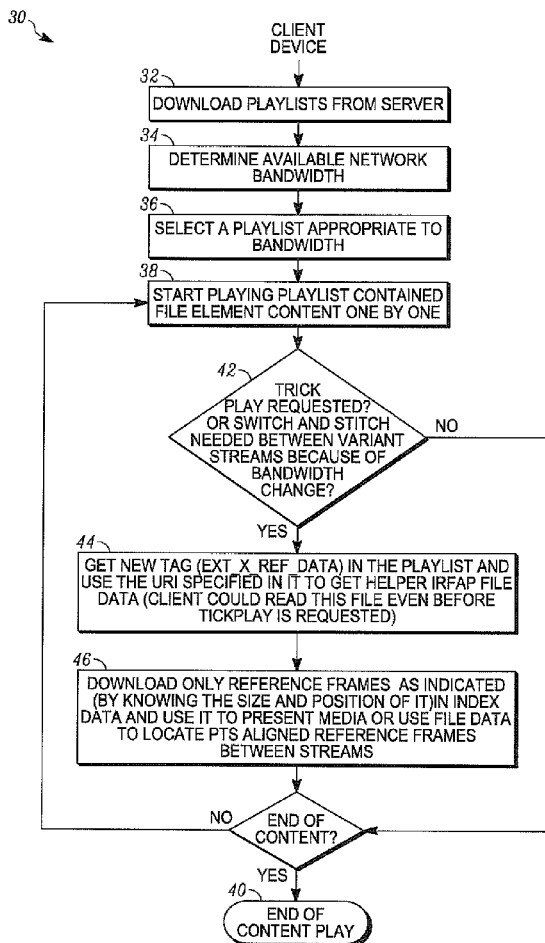 30
CLIENT
DEVICE
32
DOWNLOAD PLAYLISTS FROM SERVER
34
DETERMINE AVAILABLE NETWORK
BANDWIDTH
36
SELECT A PLAYLIST APPROPRIATE TO
BANDWIDTH
38
START PLAYING PLAYLIST CONTAINED
FILE ELEMENT CONTENT ONE BY ONE
42
TRICK
PLAY REQUESTED?
OR SWITCH AND STITCH
NEEDED BETWEEN VARIANT
STREAMS BECAUSE OF
BANDWIDTH
CHANGE?
NO
YES
44
GET NEW TAG (EXT_X_REF_DATA) IN THE PLAYLIST AND
USE THE URI SPECIFIED IN IT TO GET HELPER IRFAP FILE
DATA (CLIENT COULD READ THIS FILE EVEN BEFORE
TICKPLAY IS REQUESTED)
46
DOWNLOAD ONLY REFERENCE FRAMES AS INDICATED
(BY KNOWING THE SIZE AND POSITION OF IT)IN INDEX
DATA AND USE IT TO PRESENT MEDIA OR USE FILE DATA
TO LOCATE PTS ALIGNED REFERENCE FRAMES
BETWEEN STREAMS
NO
END OF
CONTENT?
YES
40
END OF
CONTENT PLAY